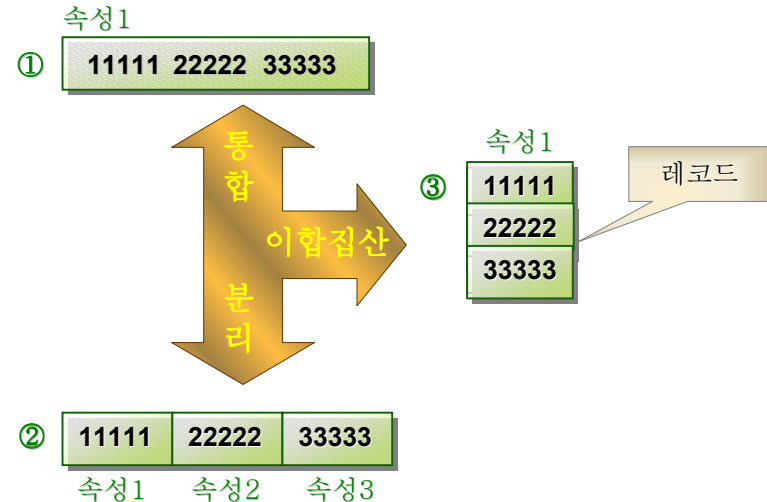 속성1
① 11111 22222 33333
통
합
이합집산
분
리
속성1
③ 11111
22222
33333
레코드
② 11111 22222 33333
속성1 속성2 속성3